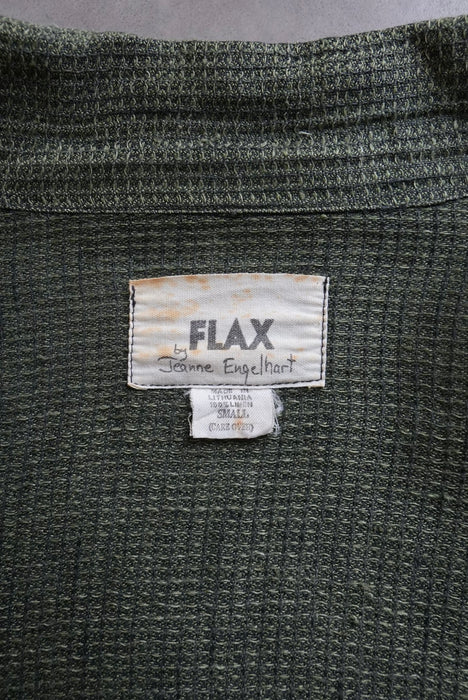 FLAX
by
Jeanne Engelhart
MADE IN
LITHUANIA
100% LINEN
SMALL
(CARE OVER)